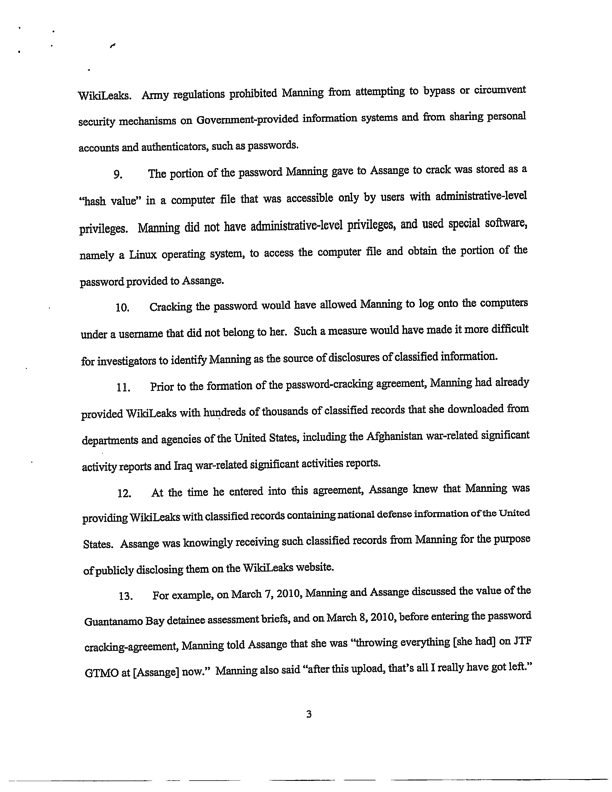 WikiLeaks. Army regulations prohibited Manning from attempting to bypass or circumvent
security mechanisms on Government-provided information systems and from sharing personal
accounts and authenticators, such as passwords.
9. The portion of the password Manning gave to Assange to crack was stored as a
“hash value” in a computer file that was accessible only by users with administrative-level
privileges. Manning did not have administrative-level privileges, and used special software,
namely a Linux operating system, to access the computer file and obtain the portion of the
password provided to Assange.
10. Cracking the password would have allowed Manning to log onto the computers
under a username that did not belong to her. Such a measure would have made it more difficult
for investigators to identify Manning as the source of disclosures of classified information.
11. Prior to the formation of the password-cracking agreement, Manning had already
provided WikiLeaks with hundreds of thousands of classified records that she downloaded from
departments and agencies of the United States, including the Afghanistan war-related significant
activity reports and Iraq war-related significant activities reports.
12. At the time he entered into this agreement, Assange knew that Manning was
providing WikiLeaks with classified records containing national defense information of the United
States. Assange was knowingly receiving such classified records from Manning for the purpose
of publicly disclosing them on the WikiLeaks website.
13. For example, on March 7, 2010, Manning and Assange discussed the value of the
Guantanamo Bay detainee assessment briefs, and on March 8, 2010, before entering the password
cracking-agreement, Manning told Assange that she was “throwing everything [she had] on JTF
GTMO at [Assange] now.” Manning also said “after this upload, that’s all I really have got left.”
3